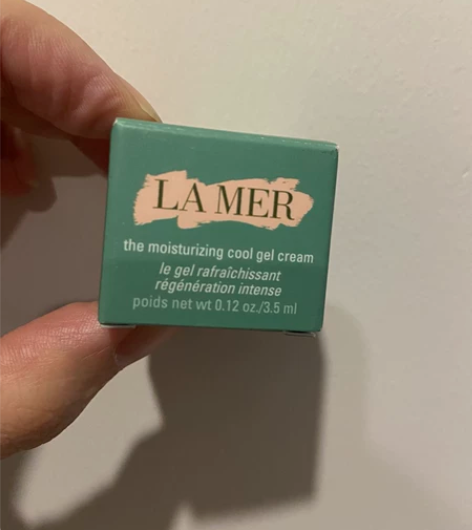 LA MER
the moisturizing cool gel cream
le gel rafraîchissant
régénération intense
poids net wt 0.12 oz./3.5 ml